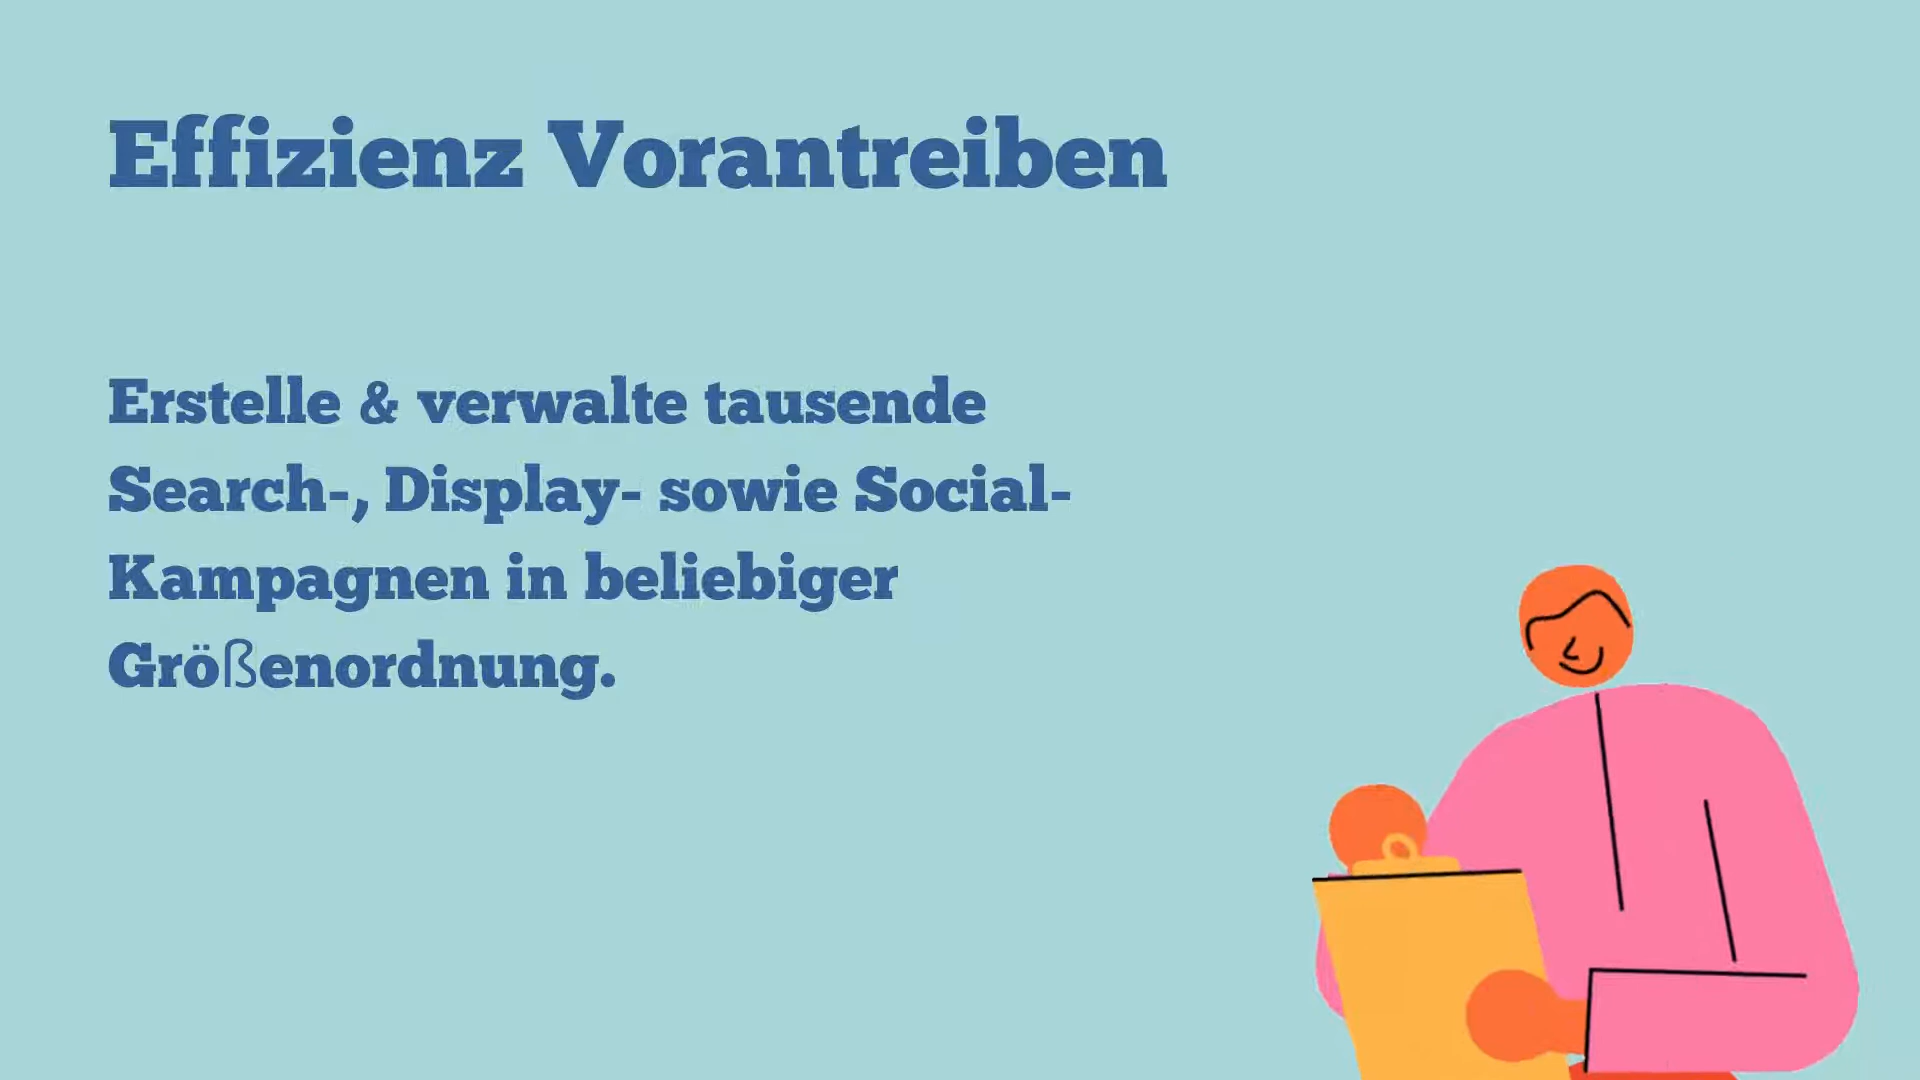 Effizienz Vorantreiben
Erstelle & verwalte tausende
Search-, Display- sowie Social-
Kampagnen in beliebiger
Größenordnung.